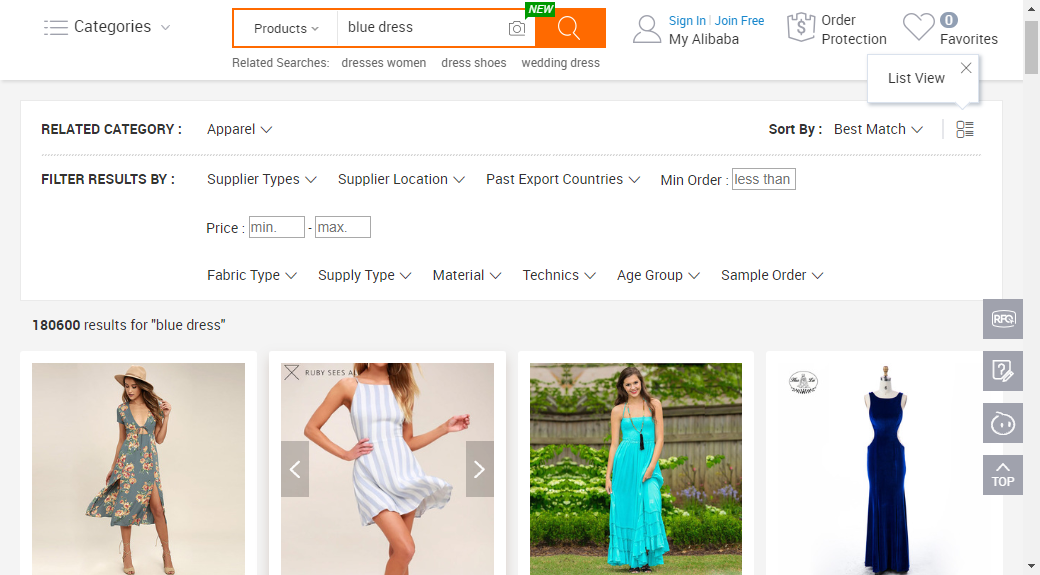 Categories
Products
blue dress
NEW
Sign In | Join Free
My Alibaba
Order
Protection
0
Favorites
Related Searches: dresses women dress shoes wedding dress
List View
RELATED CATEGORY : Apparel
Sort By : Best Match
FILTER RESULTS BY : Supplier Types Supplier Location Past Export Countries Min Order : less than
Price : min. - max.
Fabric Type Supply Type Material Technics Age Group Sample Order
180600 results for "blue dress"
RFQ
TOP
RUBY SEES AL